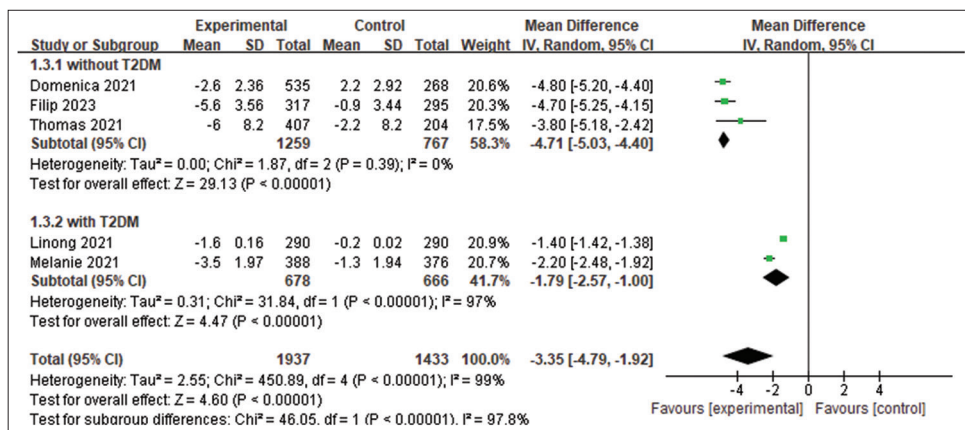 Experimental Control Mean Difference Mean Difference
Study or Subgroup Mean SD Total Mean SD Total Weight IV, Random, 95% CI IV, Random, 95% CI
1.3.1 without T2DM
Domenica 2021 -2.6 2.36 535 2.2 2.92 268 20.6% -4.80 [-5.20, -4.40]
Filip 2023 -5.6 3.56 317 -0.9 3.44 295 20.3% -4.70 [-5.25, -4.15]
Thomas 2021 -6 8.2 407 -2.2 8.2 204 17.5% -3.80 [-5.18, -2.42]
Subtotal (95% CI) 1259 767 58.3% -4.71 [-5.03, -4.40]
Heterogeneity: Tau² = 0.00; Chi² = 1.87, df = 2 (P = 0.39); I² = 0%
Test for overall effect: Z = 29.13 (P < 0.00001)
1.3.2 with T2DM
Linong 2021 -1.6 0.16 290 -0.2 0.02 290 20.9% -1.40 [-1.42, -1.38]
Melanie 2021 -3.5 1.97 388 -1.3 1.94 376 20.7% -2.20 [-2.48, -1.92]
Subtotal (95% CI) 678 666 41.7% -1.79 [-2.57, -1.00]
Heterogeneity: Tau² = 0.31; Chi² = 31.84, df = 1 (P < 0.00001); I² = 97%
Test for overall effect: Z = 4.47 (P < 0.00001)
Total (95% CI) 1937 1433 100.0% -3.35 [-4.79, -1.92]
Heterogeneity: Tau² = 2.55; Chi² = 450.89, df = 4 (P < 0.00001); I² = 99%
Test for overall effect: Z = 4.60 (P < 0.00001)
Test for subgroup differences: Chi² = 46.05, df = 1 (P < 0.00001), I² = 97.8%
-4 -2 0 2 4
Favours [experimental] Favours [control]